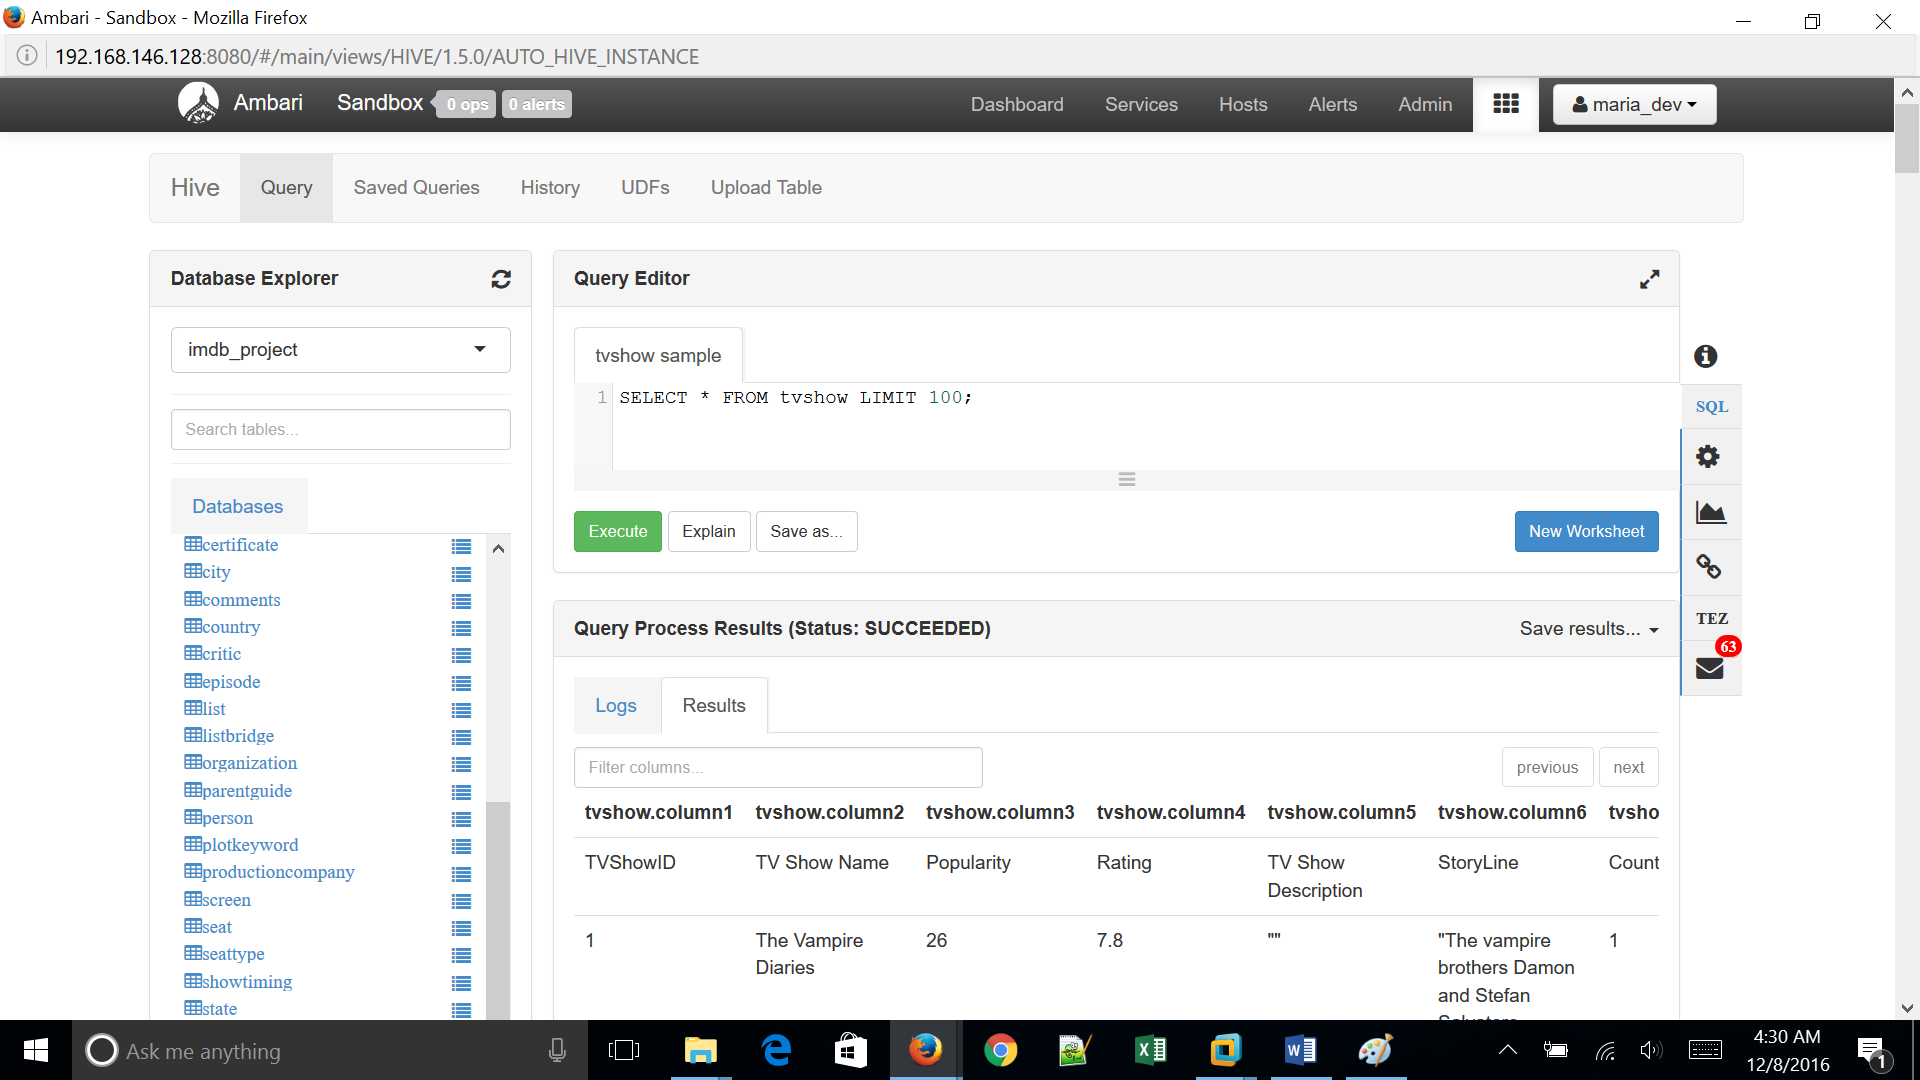 Ambari - Sandbox - Mozilla Firefox
192.168.146.128:8080/#/main/views/HIVE/1.5.0/AUTO_HIVE_INSTANCE
Ambari Sandbox 0 ops 0 alerts Dashboard Services Hosts Alerts Admin maria_dev
Hive Query Saved Queries History UDFs Upload Table
Database Explorer
imdb_project
Search tables...
Databases
certificate
city
comments
country
critic
episode
list
listbridge
organization
parentguide
person
plotkeyword
productioncompany
screen
seat
seattype
showtiming
state
Query Editor
tvshow sample
1 SELECT * FROM tvshow LIMIT 100;
Execute Explain Save as... New Worksheet
SQL
TEZ
63
Query Process Results (Status: SUCCEEDED) Save results...
Logs Results
Filter columns... previous next
tvshow.column1 tvshow.column2 tvshow.column3 tvshow.column4 tvshow.column5 tvshow.column6 tvsho
TVShowID TV Show Name Popularity Rating TV Show StoryLine Count
Description
1 The Vampire 26 7.8 "" "The vampire 1
Diaries brothers Damon
and Stefan
Salvatore
Ask me anything
4:30 AM
12/8/2016
1